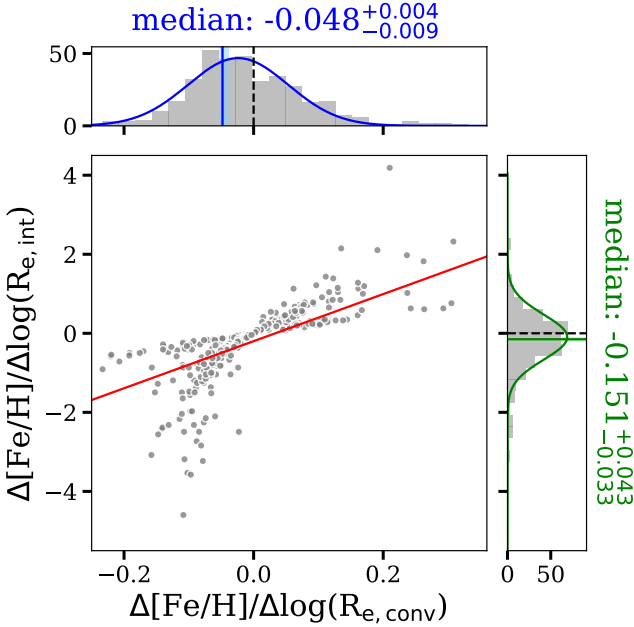 median: -0.048+0.004 −0.009
50
0
4
2
0
−2
−4
Δ[Fe/H]/Δlog(Re, int)
median: -0.151+0.043 −0.033
−0.2 0.0 0.2
0 50
Δ[Fe/H]/Δlog(Re, conv)